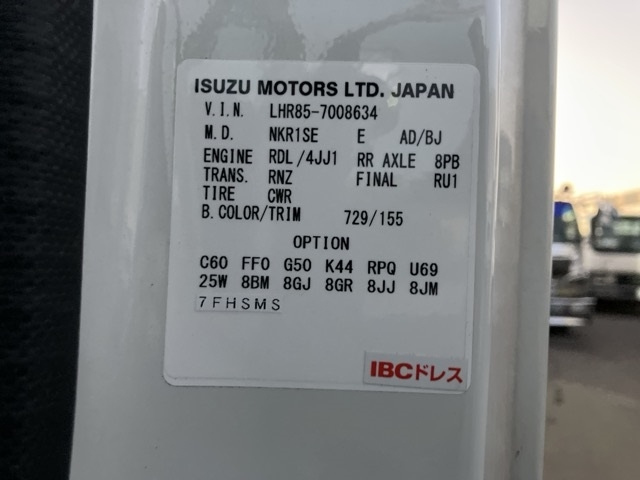 ISUZU MOTORS LTD. JAPAN
V.I.N. LHR85-7008634
M.D. NKR1SE E AD/BJ
ENGINE RDL/4JJ1 RR AXLE 8PB
TRANS. RNZ FINAL RU1
TIRE CWR
B.COLOR/TRIM 729/155
OPTION
C60 FF0 G50 K44 RPQ U69
25W 8BM 8GJ 8GR 8JJ 8JM
7FHSMS
IBCドレス